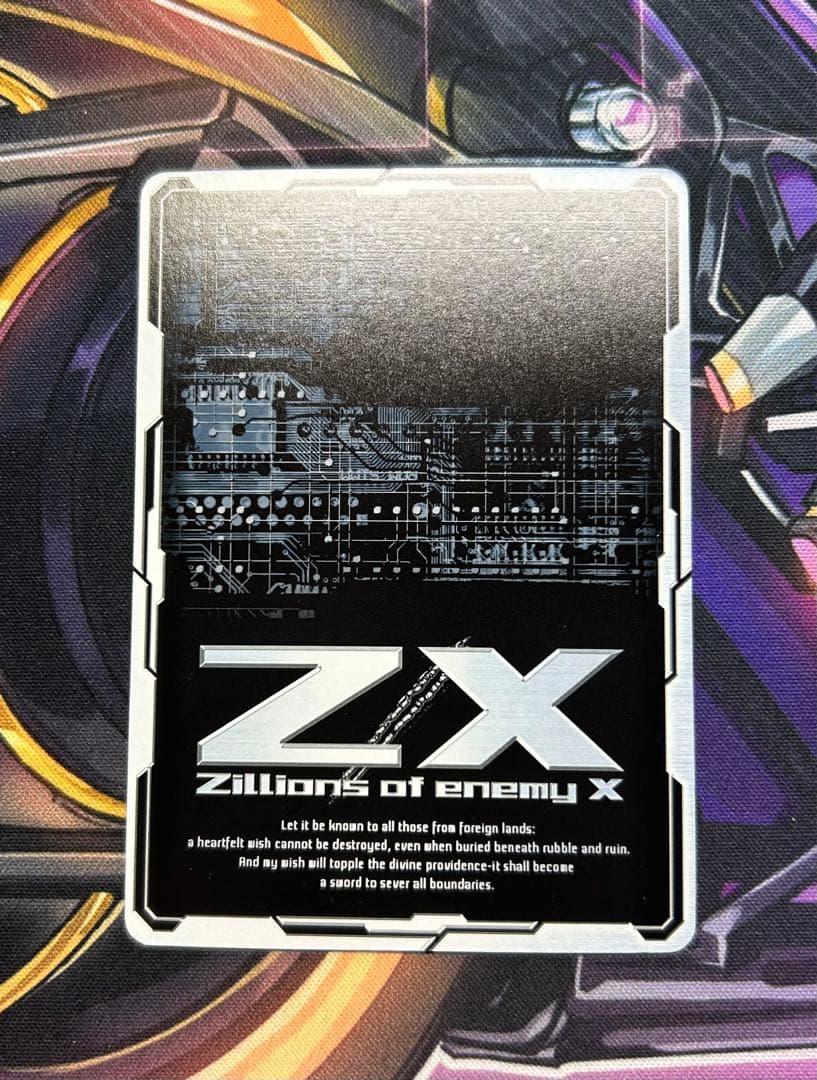 Z/X
Zillions of enemy X
Let it be known to all those from foreign lands:
a heartfelt wish cannot be destroyed, even when buried beneath rubble and ruin.
And my wish will topple the divine providence-it shall become
a sword to sever all boundaries.